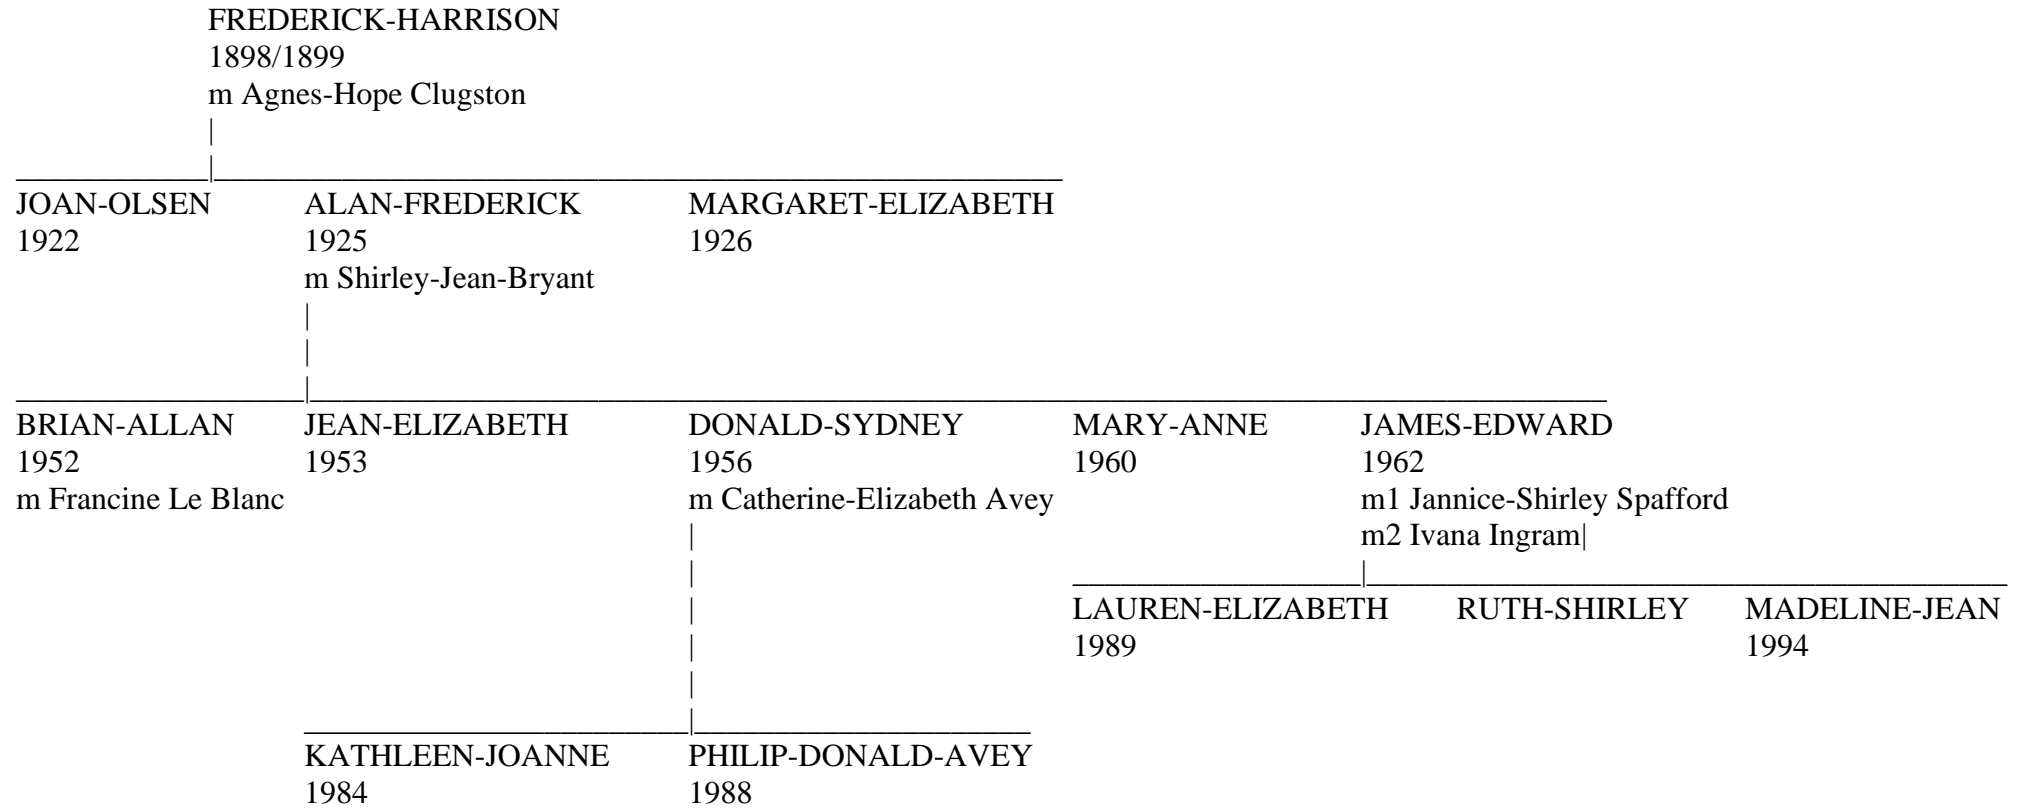 FREDERICK-HARRISON
1898/1899
m Agnes-Hope Clugston
JOAN-OLSEN ALAN-FREDERICK MARGARET-ELIZABETH
1922 1925 1926
m Shirley-Jean-Bryant
BRIAN-ALLAN JEAN-ELIZABETH DONALD-SYDNEY MARY-ANNE JAMES-EDWARD
1952 1953 1956 1960 1962
m Francine Le Blanc m Catherine-Elizabeth Avey m1 Jannice-Shirley Spafford
m2 Ivana Ingram|
LAUREN-ELIZABETH RUTH-SHIRLEY MADELINE-JEAN
1989 1994
KATHLEEN-JOANNE PHILIP-DONALD-AVEY
1984 1988